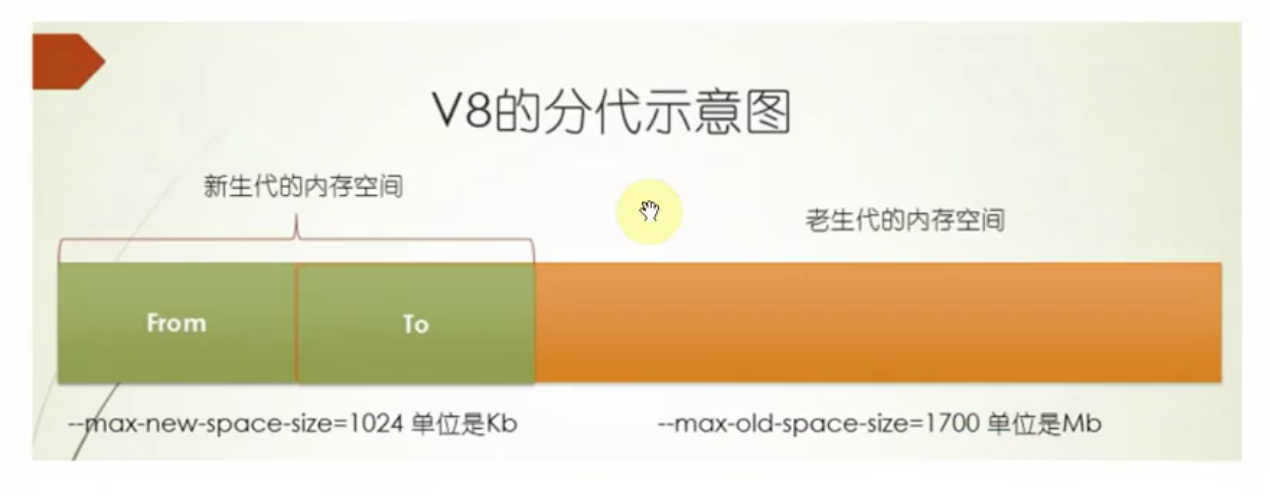 V8的分代示意图
新生代的内存空间
老生代的内存空间
From
To
--max-new-space-size=1024 单位是Kb
--max-old-space-size=1700 单位是Mb